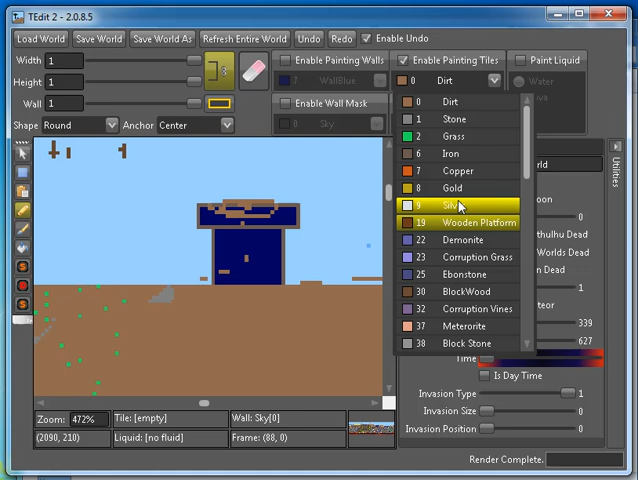 TEdit 2 - 2.0.8.5
Load World Save World Save World As Refresh Entire World Undo Redo Enable Undo
Width 1
Height 1
Wall 1
Enable Painting Walls
7 WallBlue
Enable Wall Mask
0 Sky
Enable Painting Tiles
0 Dirt
Paint Liquid
Water
Shape Round Anchor Center
0 Dirt
1 Stone
2 Grass
6 Iron
7 Copper
8 Gold
9 Silv
19 Wooden Platform
22 Demonite
23 Corruption Grass
25 Ebonstone
30 BlockWood
32 Corruption Vines
37 Meterorite
38 Block Stone
Utilities
339
627
Time
Is Day Time
Invasion Type 1
Invasion Size 0
Invasion Position 0
Zoom: 472% Tile: [empty] Wall: Sky[0]
(2090, 210) Liquid: [no fluid] Frame: (88, 0)
Render Complete.